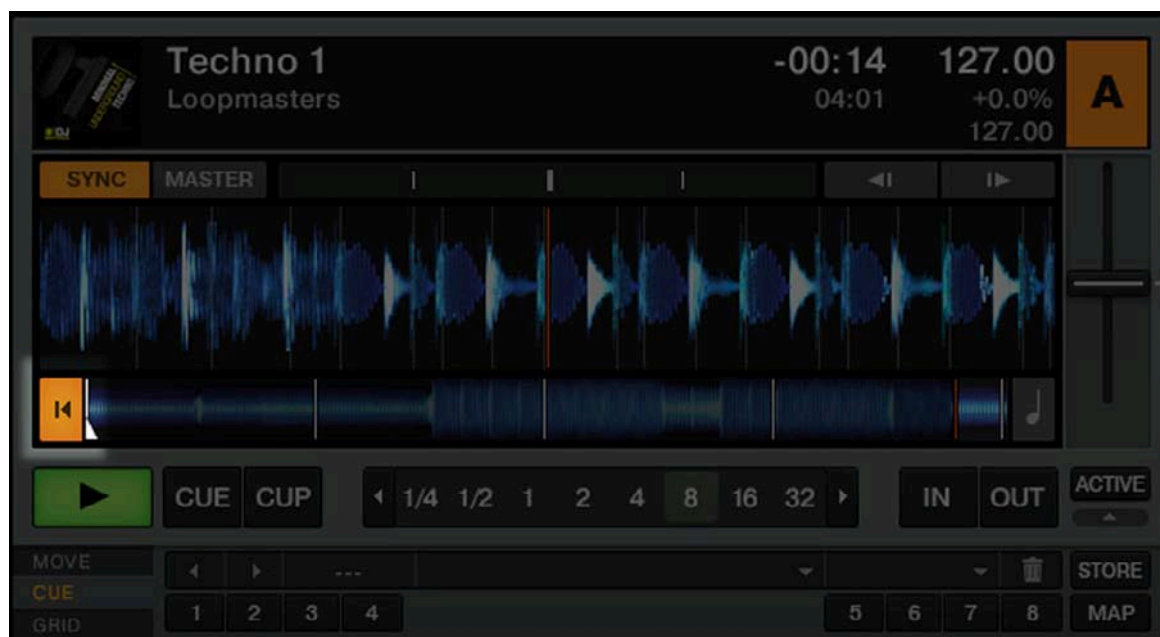 Techno 1
Loopmasters
-00:14
04:01
127.00
+0.0%
127.00
A
SYNC MASTER
CUE CUP
1/4 1/2 1 2 4 8 16 32
IN OUT
ACTIVE
MOVE
CUE
GRID
---
STORE
1 2 3 4 5 6 7 8
MAP